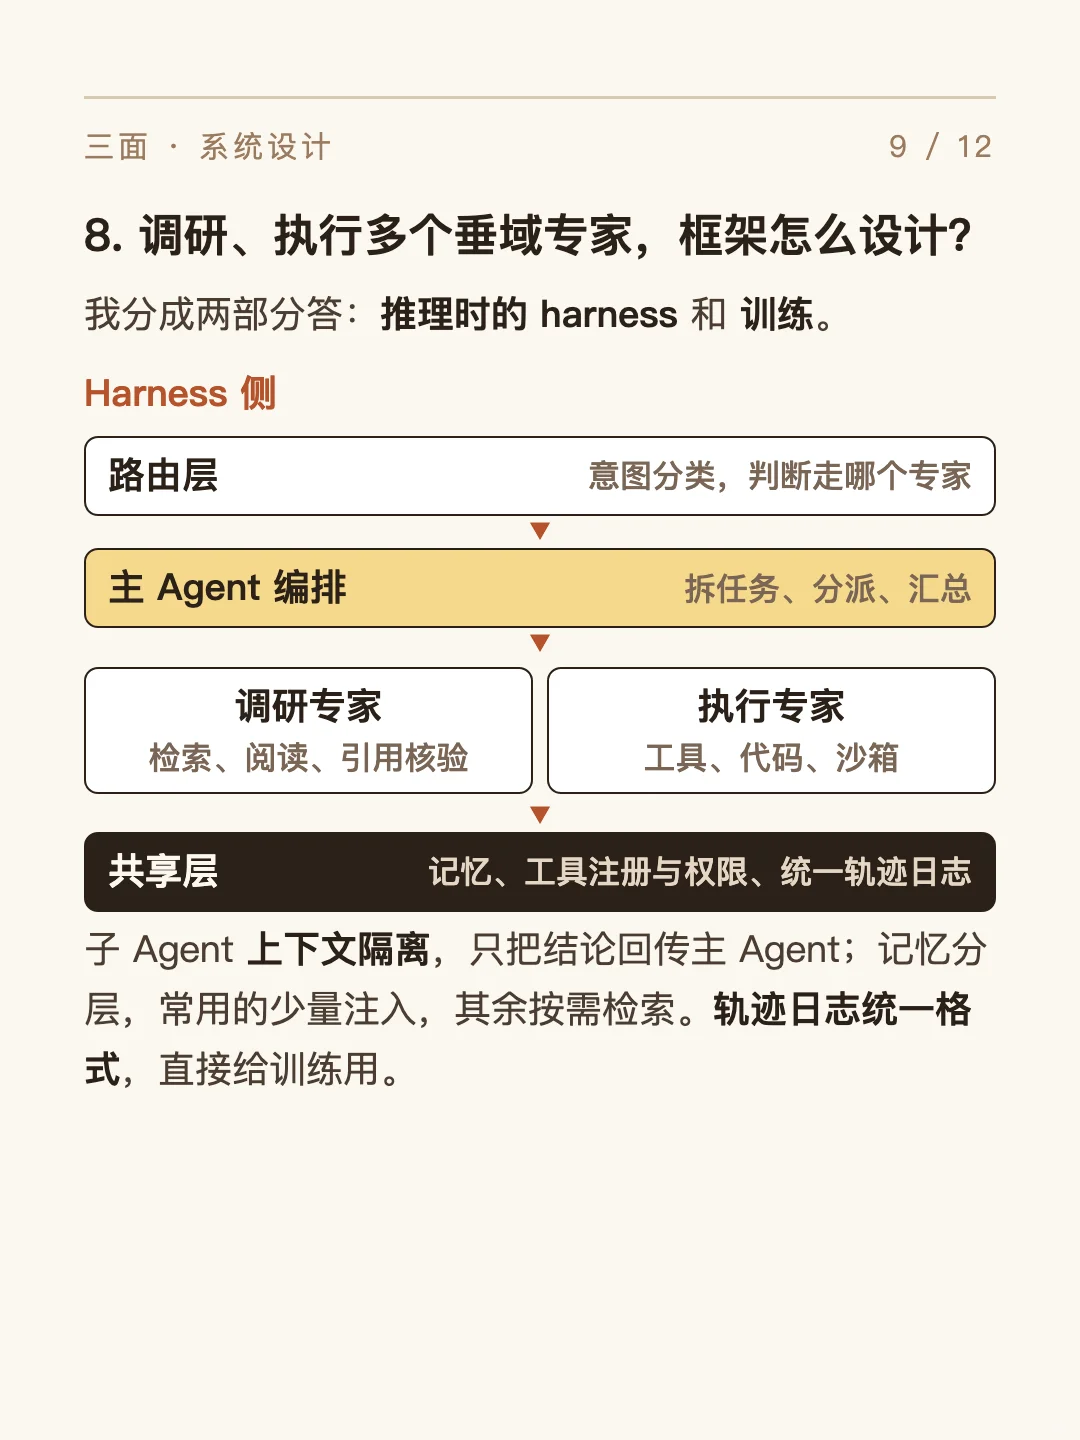 三面 · 系统设计
9 / 12
8. 调研、执行多个垂域专家，框架怎么设计？
我分成两部分答：推理时的 harness 和 训练。
Harness 侧
路由层
意图分类，判断走哪个专家
主 Agent 编排
拆任务、分派、汇总
调研专家
检索、阅读、引用核验
执行专家
工具、代码、沙箱
共享层
记忆、工具注册与权限、统一轨迹日志
子 Agent 上下文隔离，只把结论回传主 Agent；记忆分
层，常用的少量注入，其余按需检索。轨迹日志统一格
式，直接给训练用。